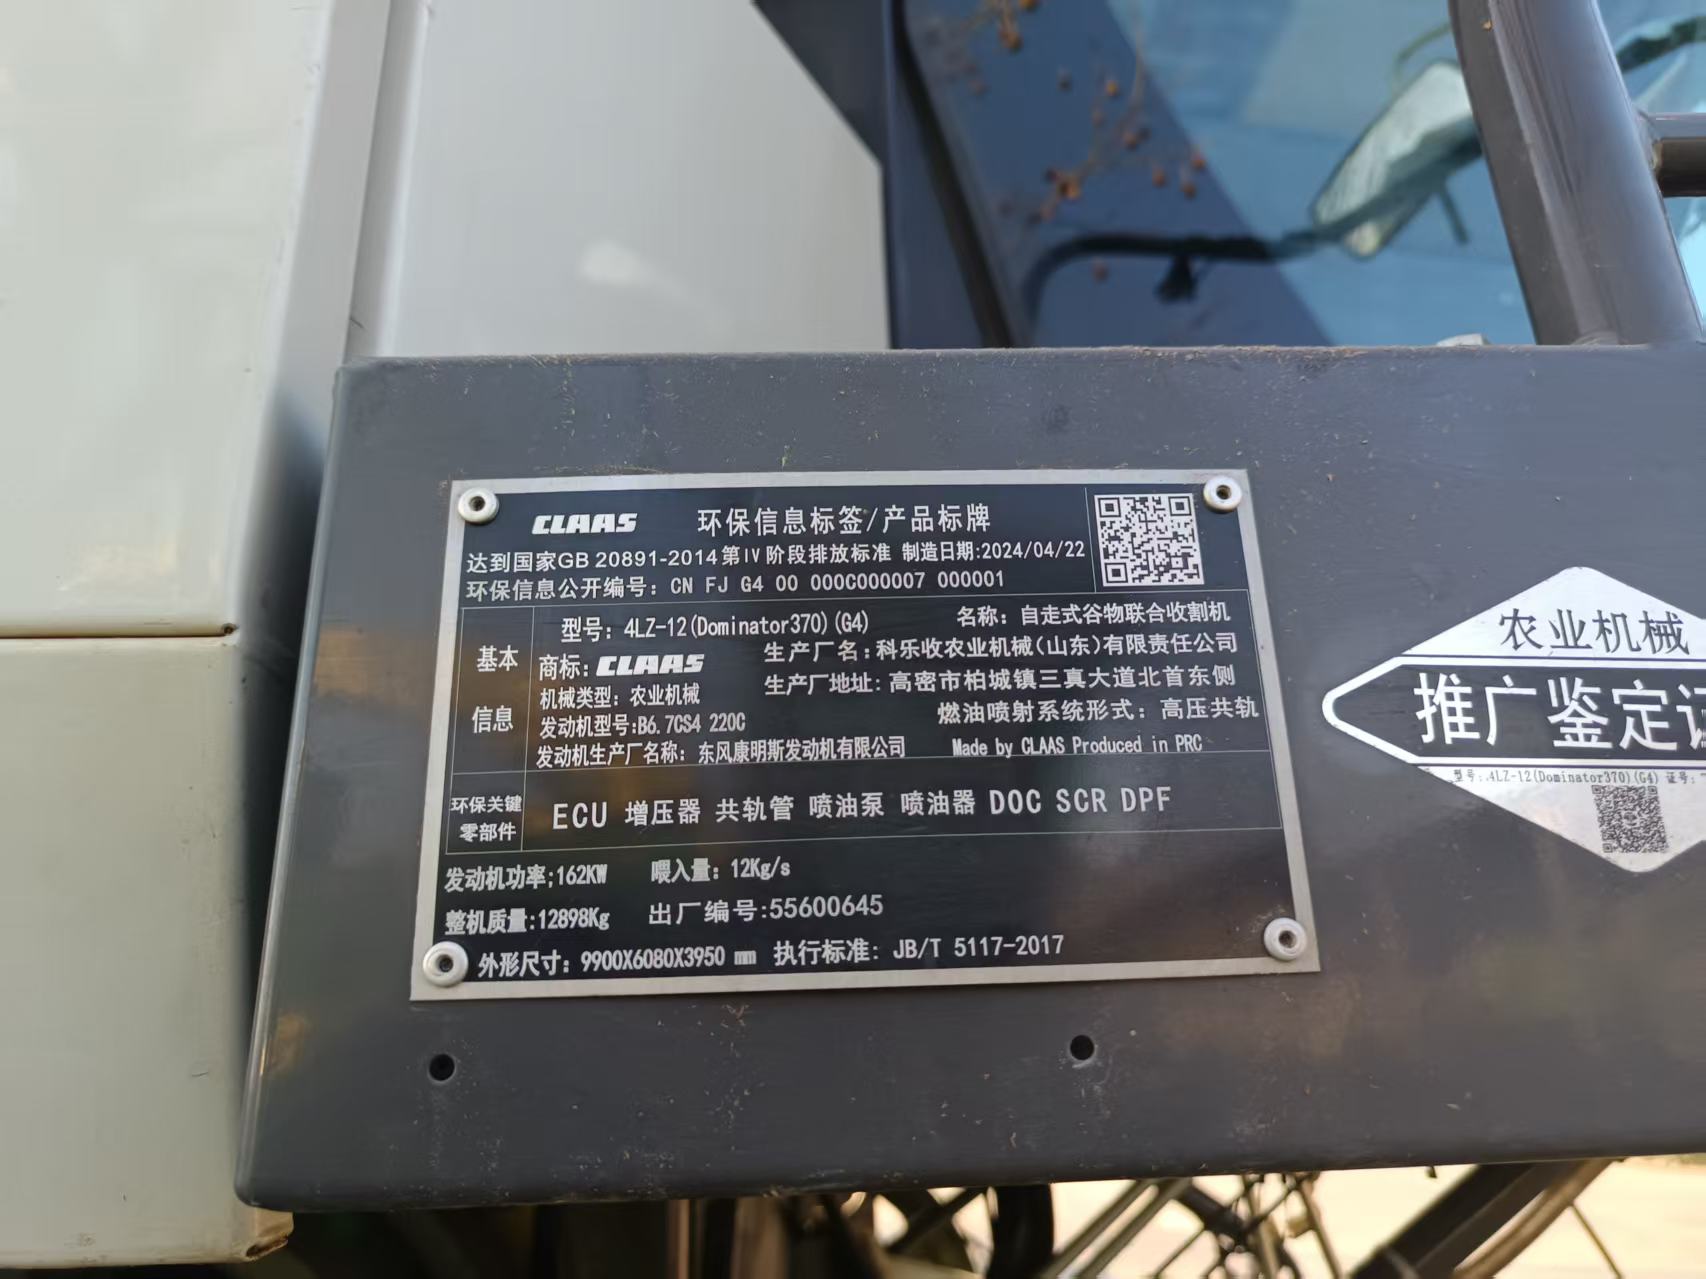 CLAAS 环保信息标签/产品标牌
达到国家GB 20891-2014第IV阶段排放标准 制造日期:2024/04/22
环保信息公开编号: CN FJ G4 00 000C000007 000001
基本
信息
型号: 4LZ-12(Dominator370)(G4) 名称: 自走式谷物联合收割机
商标: CLAAS 生产厂名: 科乐收农业机械(山东)有限责任公司
机械类型: 农业机械 生产厂地址: 高密市柏城镇三真大道北首东侧
发动机型号:B6.7CS4 220C 燃油喷射系统形式: 高压共轨
发动机生产厂名称: 东风康明斯发动机有限公司 Made by CLAAS Produced in PRC
环保关键
零部件
ECU 增压器 共轨管 喷油泵 喷油器 DOC SCR DPF
发动机功率;162KW 喂入量: 12Kg/s
整机质量:12898Kg 出厂编号:55600645
外形尺寸: 9900X6080X3950 mm 执行标准: JB/T 5117-2017
农业机械
推广鉴定证
型号:.4LZ-12(Dominator370)(G4) 证号: